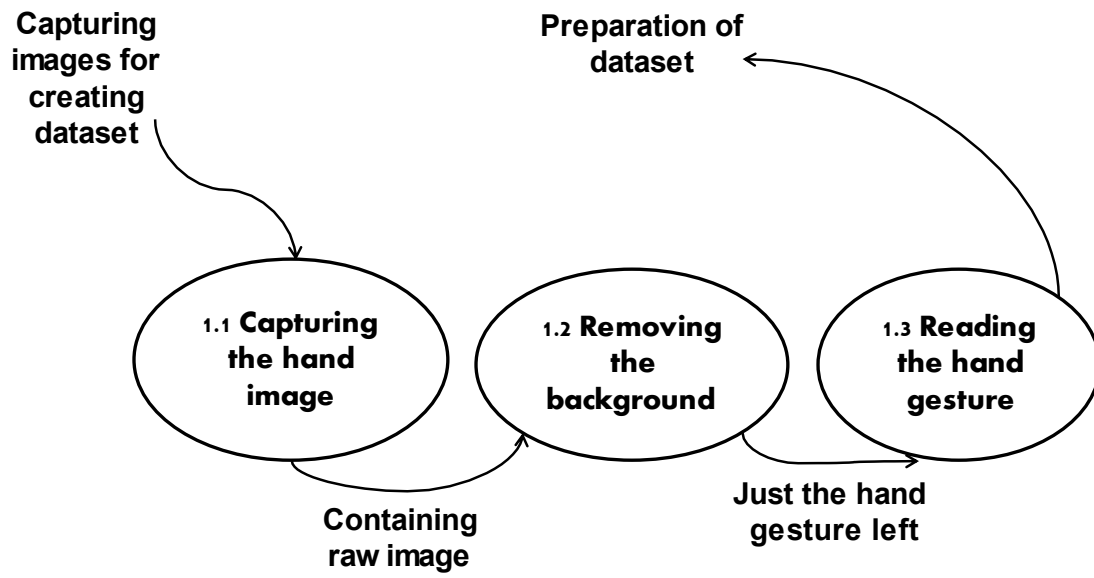 Capturing
images for
creating
dataset
Preparation of
dataset
1.1 Capturing
the hand
image
1.2 Removing
the
background
1.3 Reading
the hand
gesture
Containing
raw image
Just the hand
gesture left